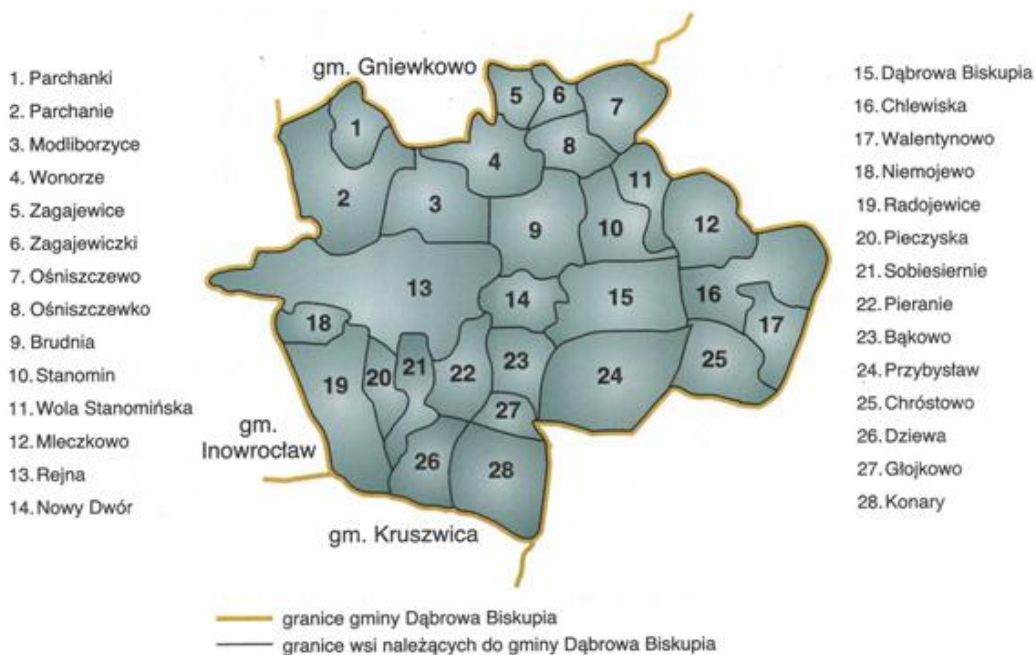 1. Parchanki
2. Parchanie
3. Modliborzyce
4. Wonorze
5. Zagajewice
6. Zagajewiczki
7. Ośniszczewo
8. Ośniszczewko
9. Brudnia
10. Stanomin
11. Wola Stanomińska
12. Mleczkowo
13. Rejna
14. Nowy Dwór
gm. Gniewkowo
5
6
7
1
8
4
11
2
3
9
10
12
13
14
15
16
18
17
21
19
20
22
23
24
25
27
26
28
gm.
Inowrocław
gm. Kruszwica
15. Dąbrowa Biskupia
16. Chlewiska
17. Walentynowo
18. Niemojewo
19. Radojewice
20. Pieczyska
21. Sobiesiernie
22. Pieranie
23. Bąkowo
24. Przybysław
25. Chróstowo
26. Dziewa
27. Głojkowo
28. Konary
granice gminy Dąbrowa Biskupia
granice wsi należących do gminy Dąbrowa Biskupia